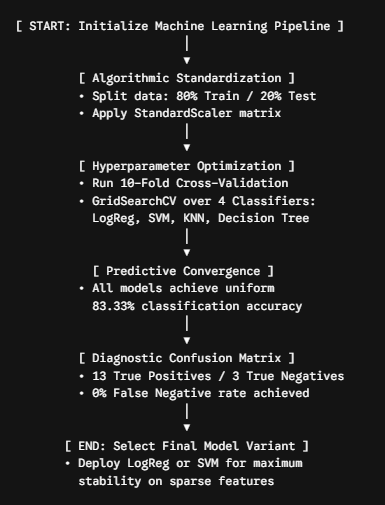 [ START: Initialize Machine Learning Pipeline ]
[ Algorithmic Standardization ]
• Split data: 80% Train / 20% Test
• Apply StandardScaler matrix
[ Hyperparameter Optimization ]
• Run 10-Fold Cross-Validation
• GridSearchCV over 4 Classifiers:
LogReg, SVM, KNN, Decision Tree
[ Predictive Convergence ]
• All models achieve uniform
83.33% classification accuracy
[ Diagnostic Confusion Matrix ]
• 13 True Positives / 3 True Negatives
• 0% False Negative rate achieved
[ END: Select Final Model Variant ]
• Deploy LogReg or SVM for maximum
stability on sparse features